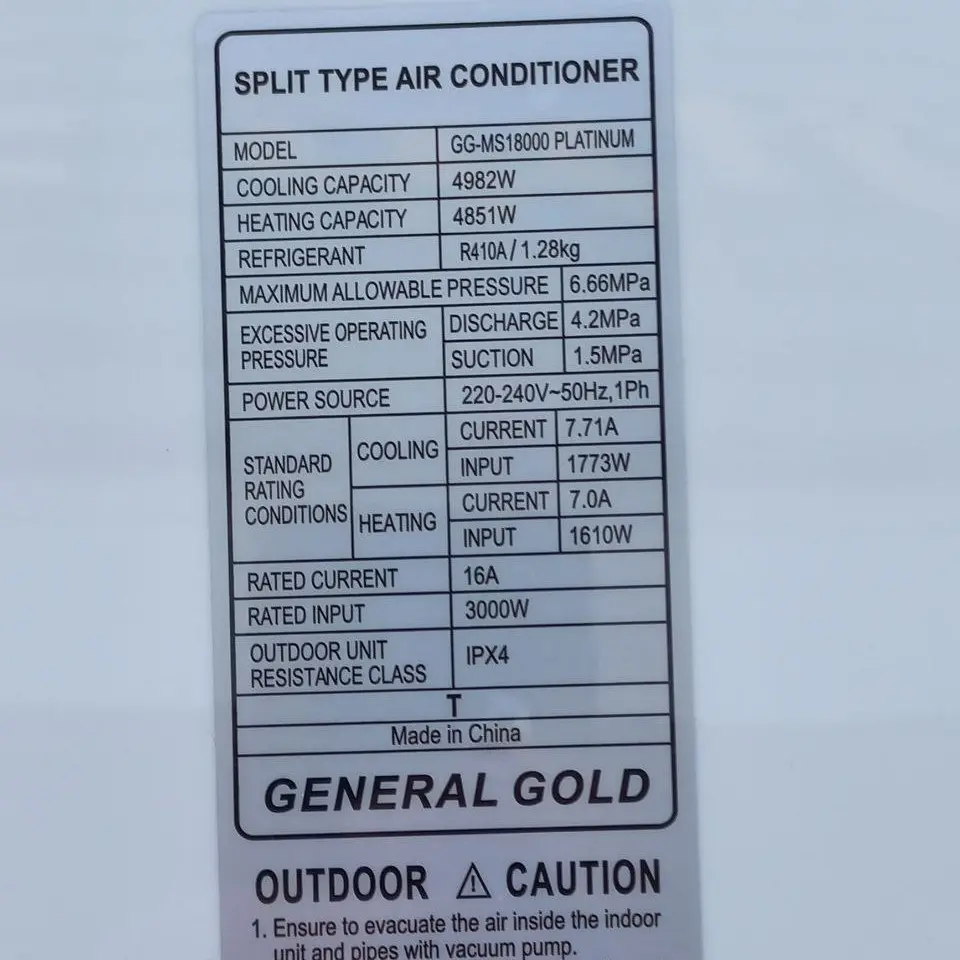 SPLIT TYPE AIR CONDITIONER
MODEL GG-MS18000 PLATINUM
COOLING CAPACITY 4982W
HEATING CAPACITY 4851W
REFRIGERANT R410A / 1.28kg
MAXIMUM ALLOWABLE PRESSURE 6.66MPa
EXCESSIVE OPERATING
PRESSURE
DISCHARGE 4.2MPa
SUCTION 1.5MPa
POWER SOURCE 220-240V~50Hz,1Ph
STANDARD
RATING
CONDITIONS
COOLING
CURRENT 7.71A
INPUT 1773W
HEATING
CURRENT 7.0A
INPUT 1610W
RATED CURRENT 16A
RATED INPUT 3000W
OUTDOOR UNIT
RESISTANCE CLASS
IPX4
T
Made in China
GENERAL GOLD
OUTDOOR ⚠ CAUTION
1. Ensure to evacuate the air inside the indoor
unit and pipes with vacuum pump.